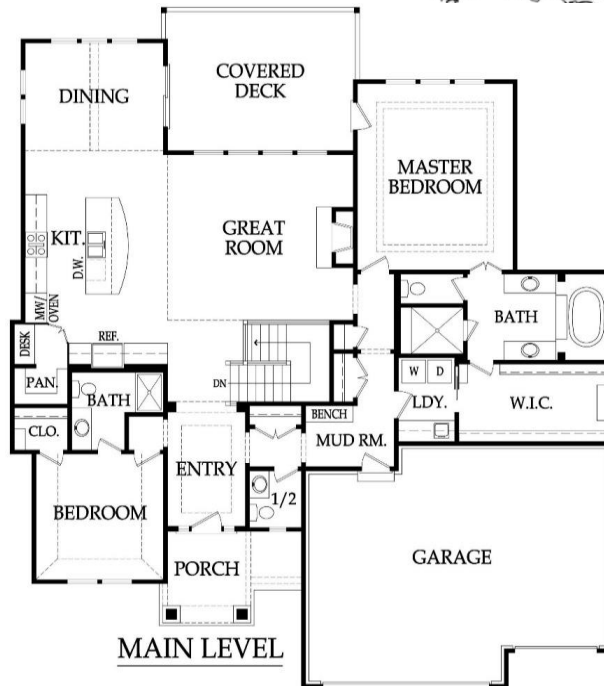 COVERED
DECK
DINING
MASTER
BEDROOM
KIT.
D.W.
GREAT
ROOM
MW/
OVEN
BATH
DESK
REF.
PAN.
BATH
DN
W D
LDY.
W.I.C.
CLO.
BENCH
MUD RM.
ENTRY
1/2
BEDROOM
PORCH
GARAGE
MAIN LEVEL